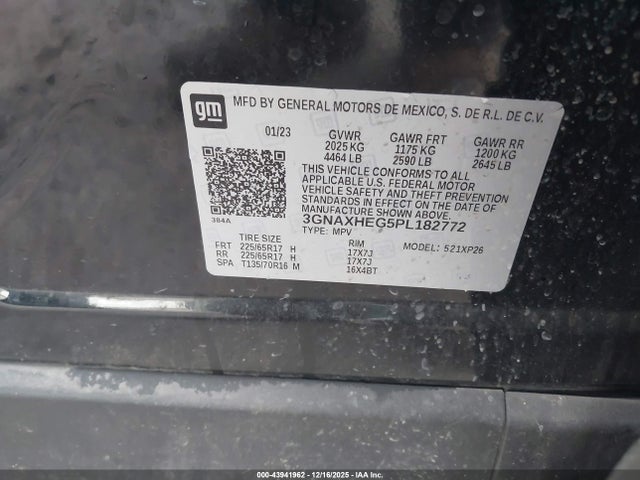 gm
MFD BY GENERAL MOTORS DE MEXICO, S. DE R.L. DE C.V.
01/23 GVWR GAWR FRT GAWR RR
2025 KG 1175 KG 1200 KG
4464 LB 2590 LB 2645 LB
THIS VEHICLE CONFORMS TO ALL
APPLICABLE U.S. FEDERAL MOTOR
VEHICLE SAFETY AND THEFT PREVENTION
STANDARDS IN EFFECT ON THE DATE OF
MANUFACTURE SHOWN ABOVE.
3GNAXHEG5PL182772
384A
TYPE: MPV
MODEL: 521XP26
TIRE SIZE RIM
FRT 225/65R17 H 17X7J
RR 225/65R17 H 17X7J
SPA T135/70R16 M 16X4BT
000-43941962 - 12/16/2025 - IAA Inc.